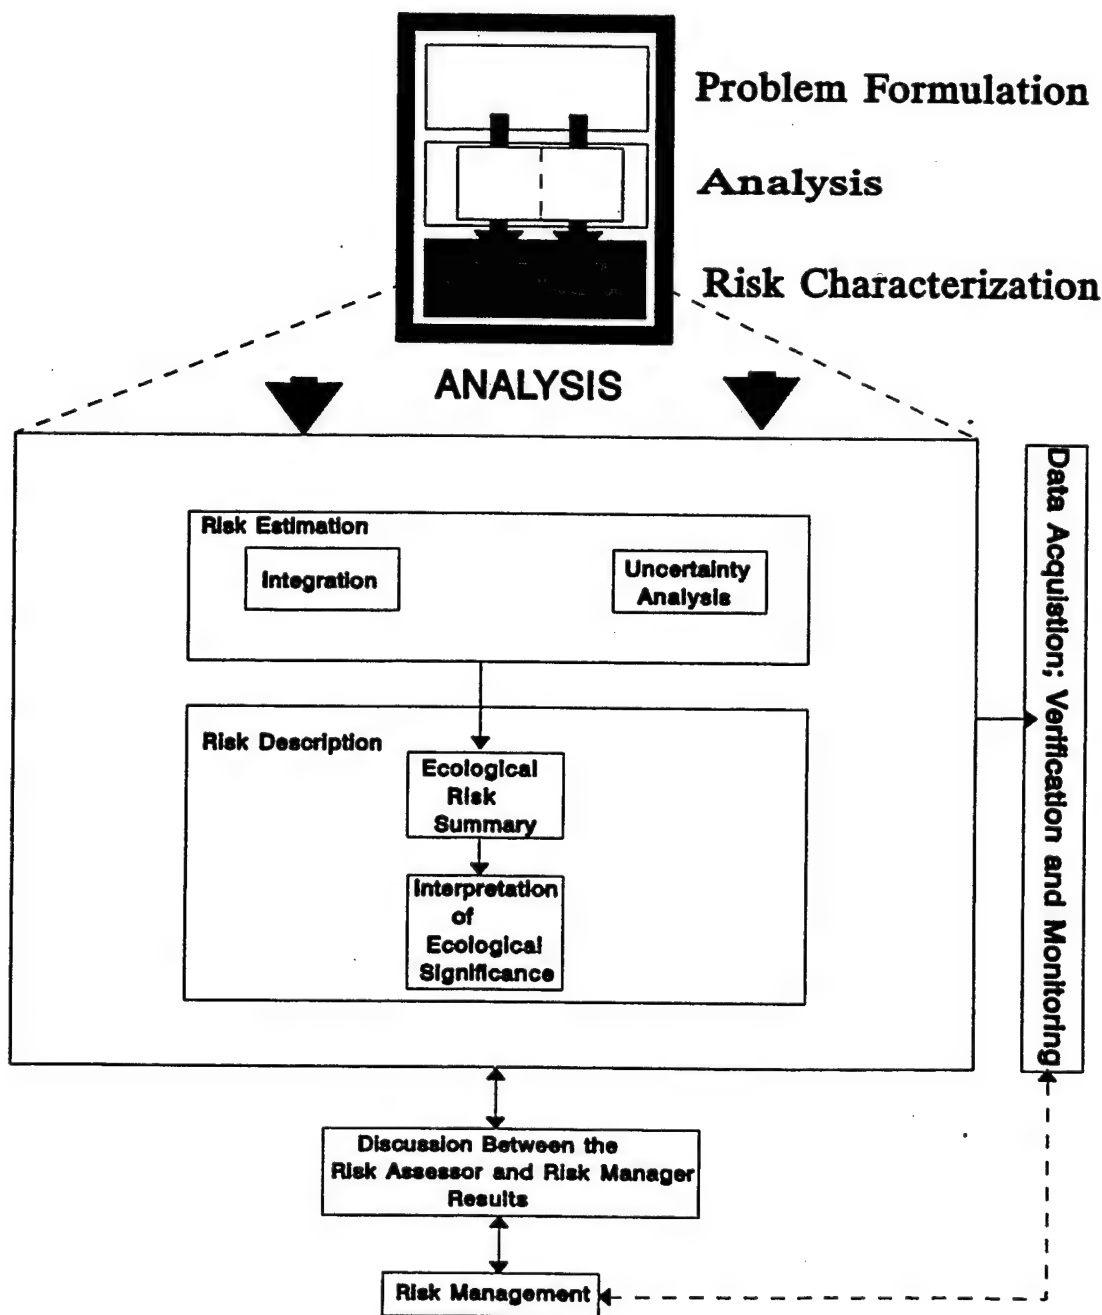 Problem Formulation
Analysis
Risk Characterization
ANALYSIS
Risk Estimation
Integration
Uncertainty
Analysis
Risk Description
Ecological
Risk
Summary
Interpretation
of
Ecological
Significance
Data Acquistion; Verification and Monitoring
Discussion Between the
Risk Assessor and Risk Manager
Results
Risk Management